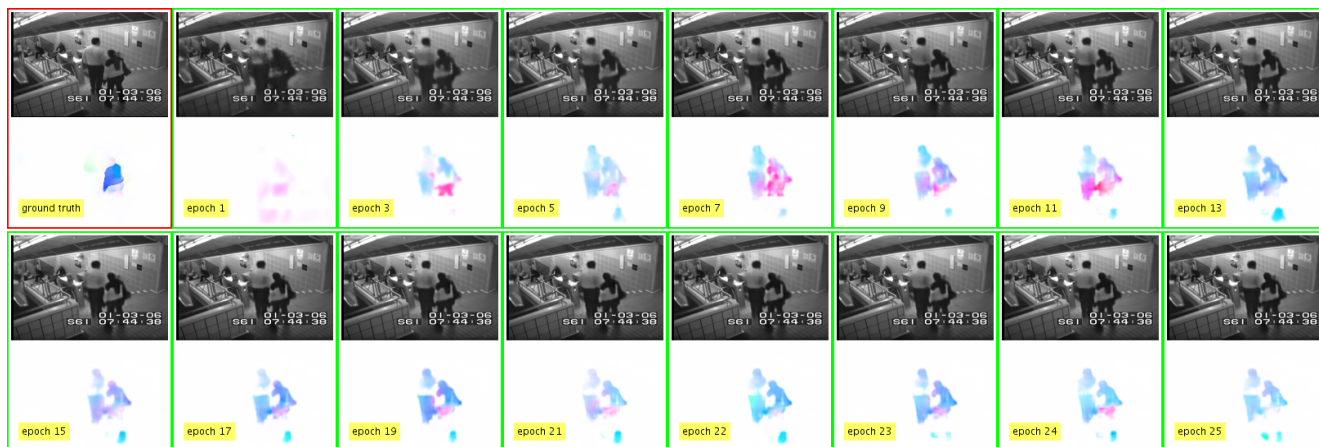 01-03-06
S61 07:44:38
01-03-06
S61 07:44:38
01-03-06
S61 07:44:38
01-03-06
S61 07:44:38
01-03-06
S61 07:44:38
01-03-06
S61 07:44:38
01-03-06
S61 07:44:38
01-03-06
S61 07:44:38
ground truth
epoch 1
epoch 3
epoch 5
epoch 7
epoch 9
epoch 11
epoch 13
01-03-06
S61 07:44:38
01-03-06
S61 07:44:38
01-03-06
S61 07:44:38
01-03-06
S61 07:44:38
01-03-06
S61 07:44:38
01-03-06
S61 07:44:38
01-03-06
S61 07:44:38
01-03-06
S61 07:44:38
epoch 15
epoch 17
epoch 19
epoch 21
epoch 22
epoch 23
epoch 24
epoch 25